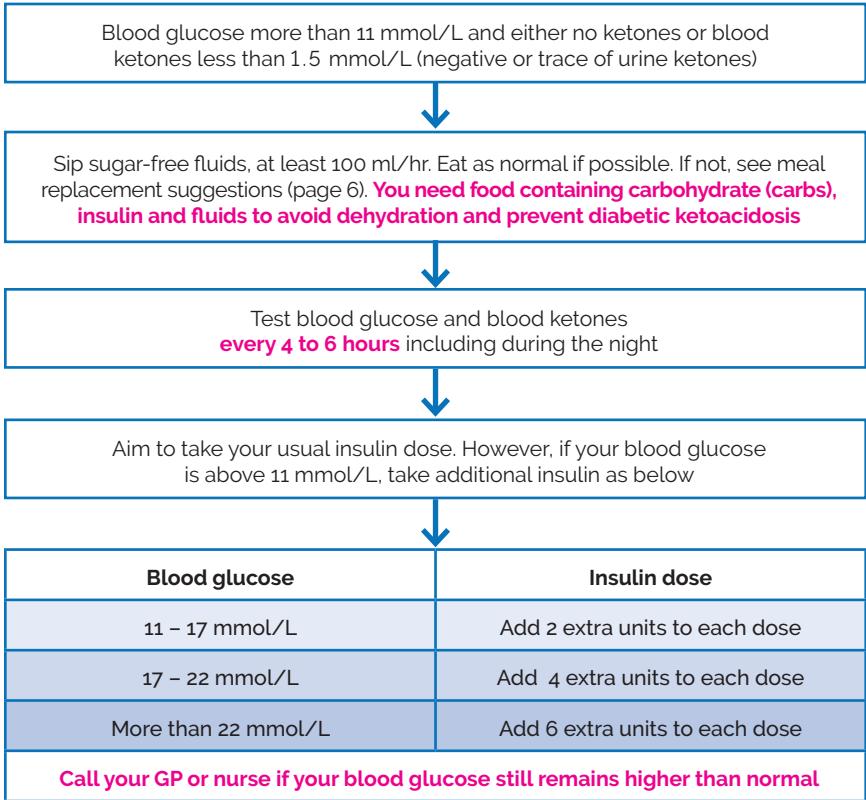 Blood glucose more than 11 mmol/L and either no ketones or blood
ketones less than 1.5 mmol/L (negative or trace of urine ketones)
Sip sugar-free fluids, at least 100 ml/hr. Eat as normal if possible. If not, see meal
replacement suggestions (page 6). You need food containing carbohydrate (carbs),
insulin and fluids to avoid dehydration and prevent diabetic ketoacidosis
Test blood glucose and blood ketones
every 4 to 6 hours including during the night
Aim to take your usual insulin dose. However, if your blood glucose
is above 11 mmol/L, take additional insulin as below
Blood glucose Insulin dose
11 – 17 mmol/L Add 2 extra units to each dose
17 – 22 mmol/L Add 4 extra units to each dose
More than 22 mmol/L Add 6 extra units to each dose
Call your GP or nurse if your blood glucose still remains higher than normal